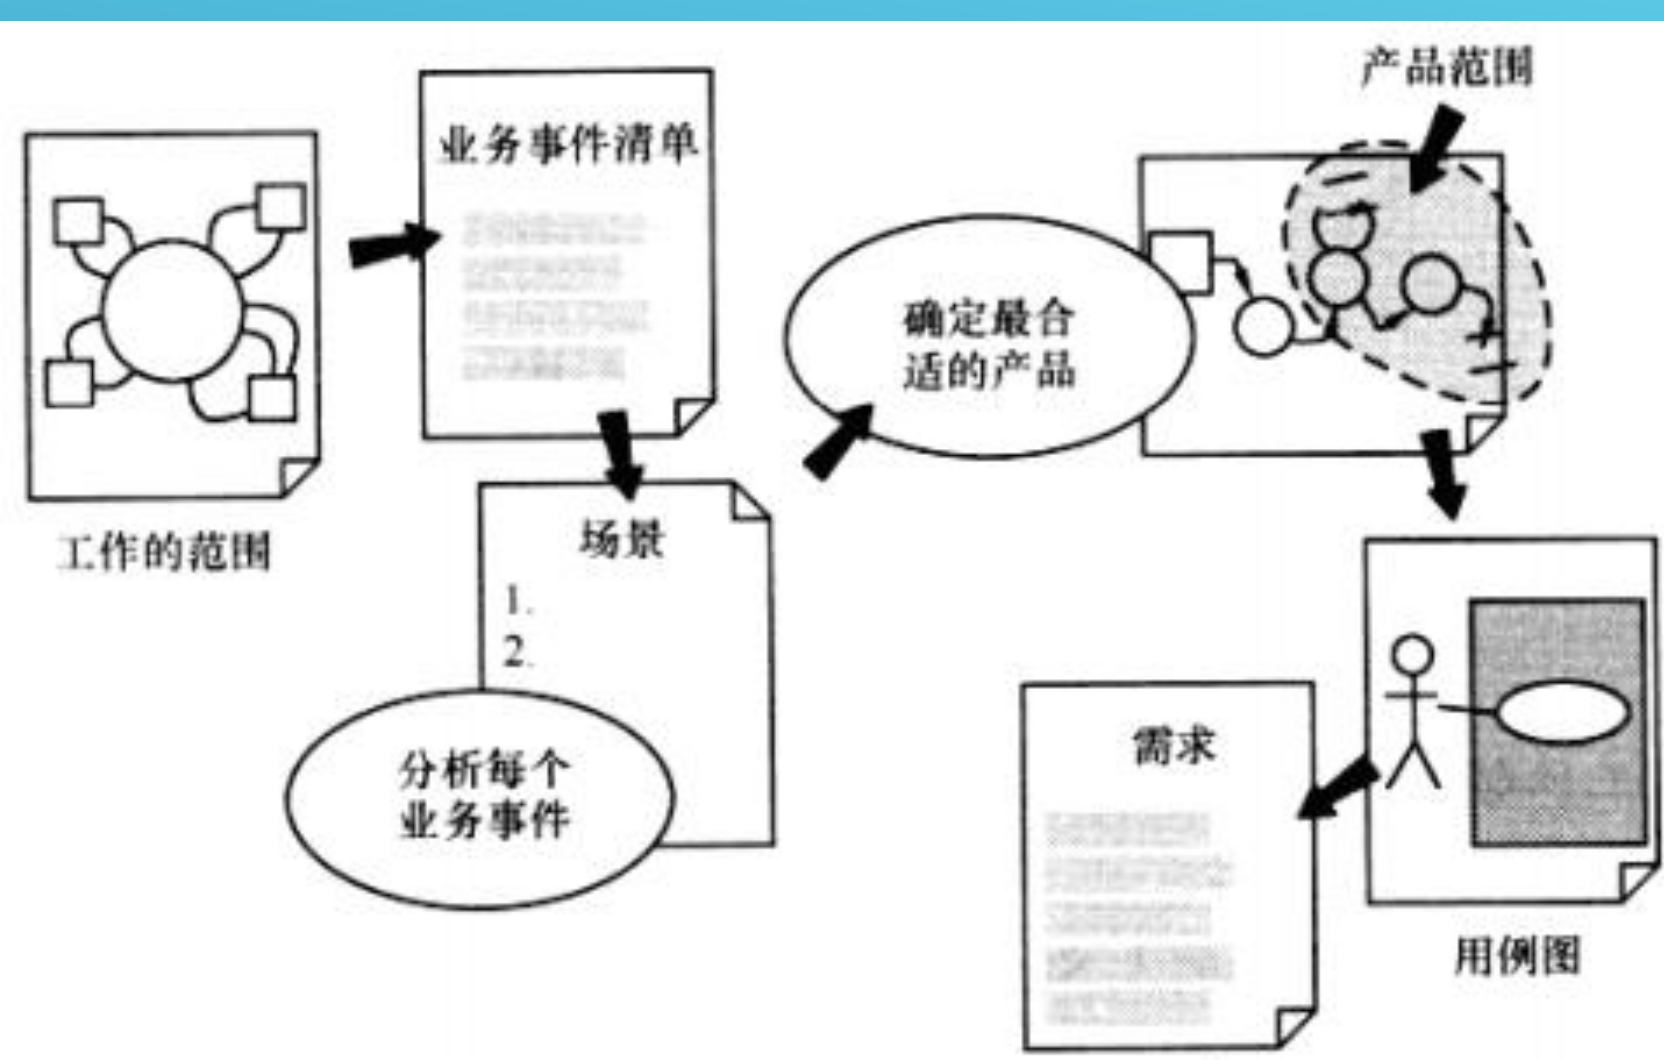 产品范围
业务事件清单
确定最合
适的产品
工作的范围
场景
1.
2.
分析每个
业务事件
需求
用例图